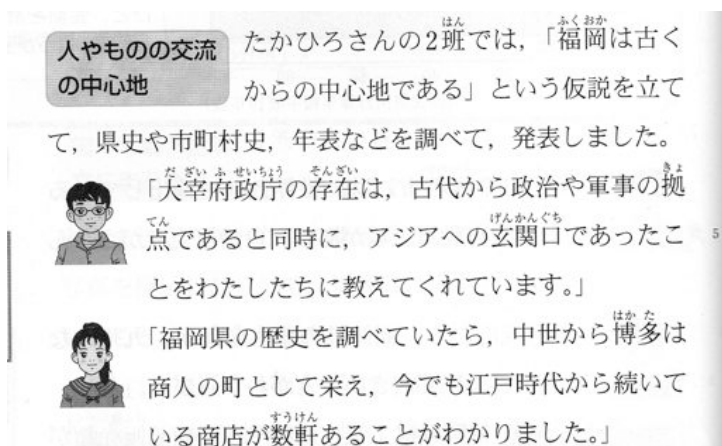 人やものの交流
の中心地
たかひろさんの2班では，「福岡は古く
からの中心地である」という仮説を立て
て，県史や市町村史，年表などを調べて，発表しました。
「大宰府政庁の存在は，古代から政治や軍事の拠
点であると同時に，アジアへの玄関口であったこ
とをわたしたちに教えてくれています。」
「福岡県の歴史を調べていたら，中世から博多は
商人の町として栄え，今でも江戸時代から続いて
いる商店が数軒あることがわかりました。」
5